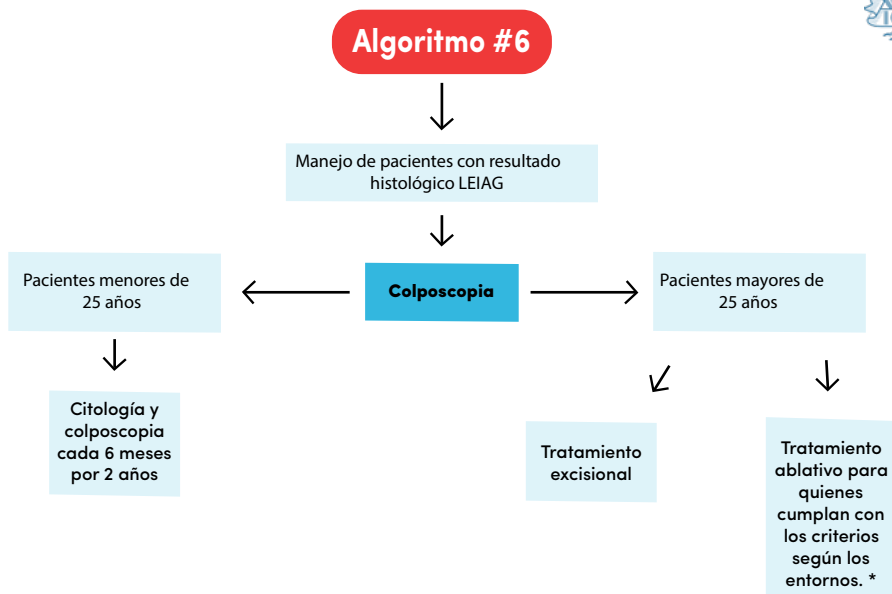 Algoritmo #6
Manejo de pacientes con resultado
histológico LEIAG
Pacientes menores de
25 años
Colposcopia
Pacientes mayores de
25 años
Citología y
colposcopia
cada 6 meses
por 2 años
Tratamiento
excisional
Tratamiento
ablativo para
quienes
cumplan con
los criterios
según los
entornos. *